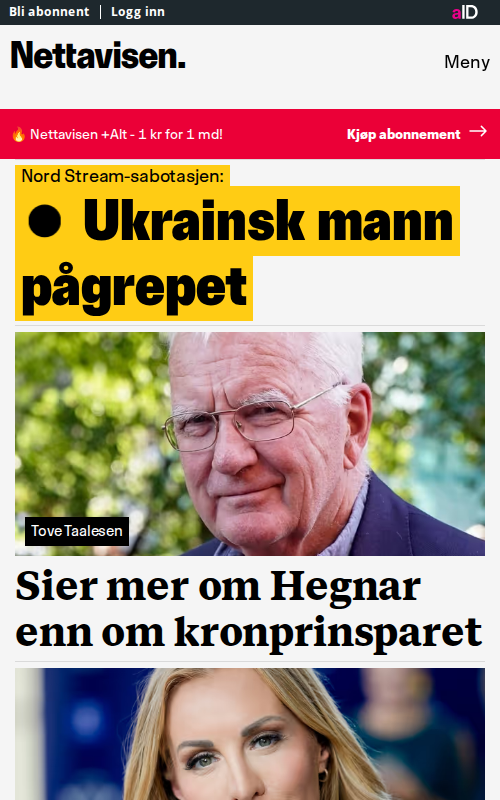 Bli abonnent | Logg inn
aID
Nettavisen.
Meny
🔥 Nettavisen +Alt - 1 kr for 1 md!
Kjøp abonnement →
Nord Stream-sabotasjen:
● Ukrainsk mann
pågrepet
Tove Taalesen
Sier mer om Hegnar
enn om kronprinsparet